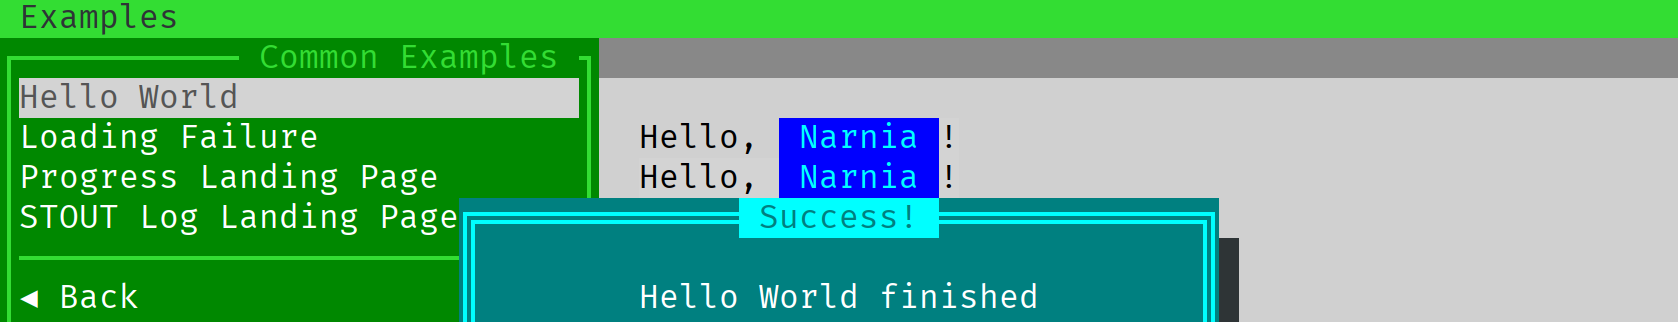 Examples
Common Examples
Hello World
Loading Failure
Progress Landing Page
STOUT Log Landing Page
◄ Back
Hello, Narnia !
Hello, Narnia !
Success!
Hello World finished